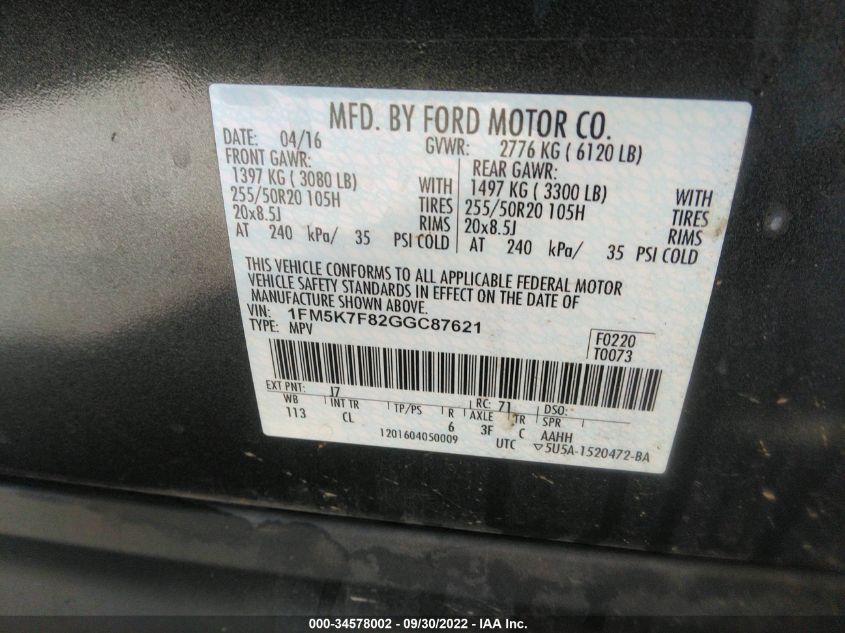 MFD. BY FORD MOTOR CO.
DATE: 04/16 GVWR: 2776 KG ( 6120 LB)
FRONT GAWR: REAR GAWR:
1397 KG ( 3080 LB) WITH 1497 KG ( 3300 LB) WITH
255/50R20 105H TIRES 255/50R20 105H TIRES
20x8.5J RIMS 20x8.5J RIMS
AT 240 kPa/ 35 PSI COLD AT 240 kPa/ 35 PSI COLD
THIS VEHICLE CONFORMS TO ALL APPLICABLE FEDERAL MOTOR
VEHICLE SAFETY STANDARDS IN EFFECT ON THE DATE OF
MANUFACTURE SHOWN ABOVE.
VIN: 1FM5K7F82GGC87621
TYPE: MPV
F0220
T0073
EXT PNT: J7 RC: 71 DSO:
WB INT TR TP/PS R AXLE TR SPR
113 CL 6 3F C AAHH
1201604050009 UTC ▽5U5A-1520472-BA
000-34578002 - 09/30/2022 - IAA Inc.